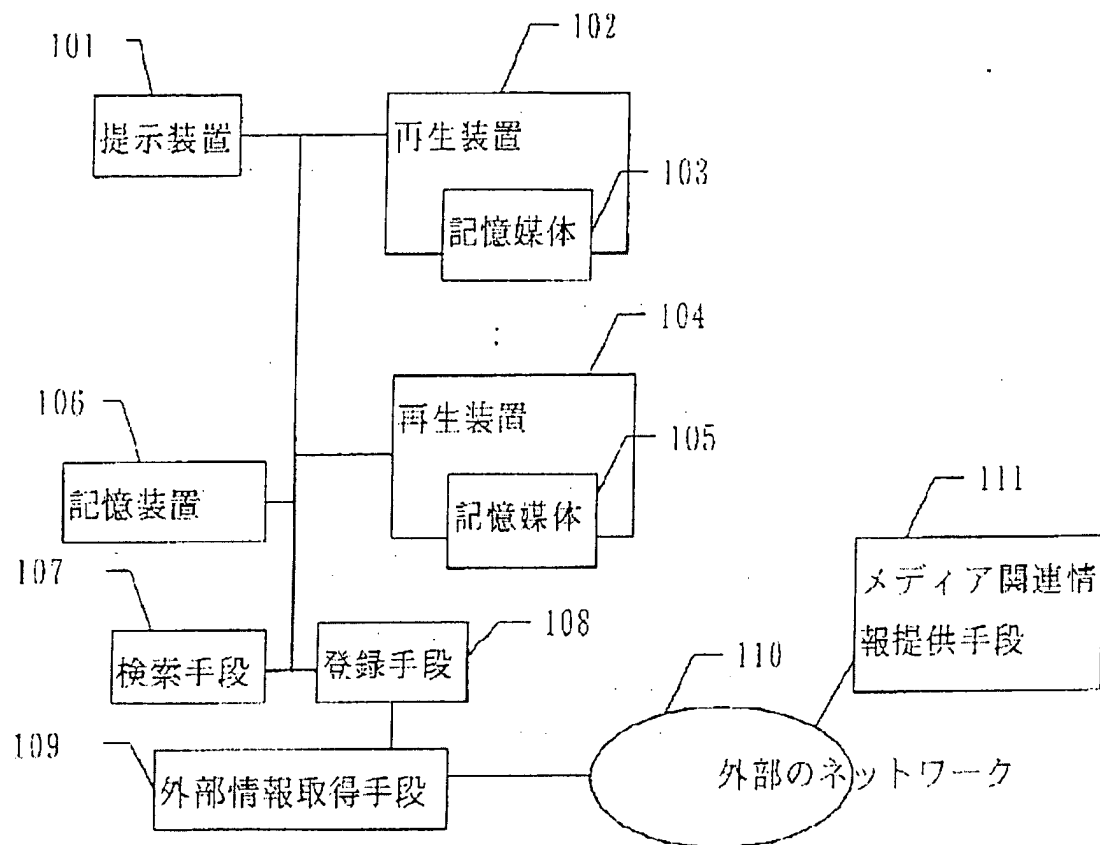 101
102
提示装置
再生装置
103
記憶媒体
104
106
再生装置
105
記憶装置
記憶媒体
111
107
メディア関連情
報提供手段
108
検索手段
登録手段
110
109
外部情報取得手段
外部のネットワーク